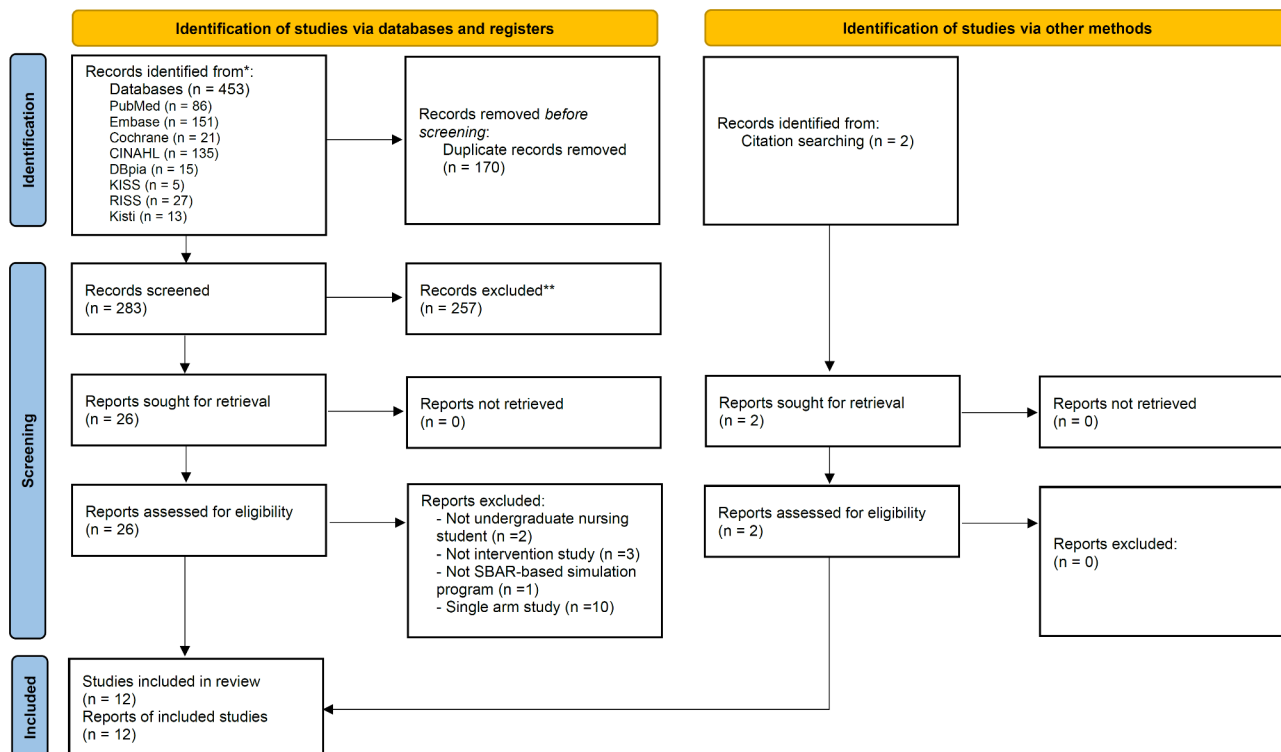 Identification of studies via databases and registers
Identification of studies via other methods
Identification
Records identified from*:
Databases (n = 453)
PubMed (n = 86)
Embase (n = 151)
Cochrane (n = 21)
CINAHL (n = 135)
DBpia (n = 15)
KISS (n = 5)
RISS (n = 27)
Kisti (n = 13)
Records removed before
screening:
Duplicate records removed
(n = 170)
Records identified from:
Citation searching (n = 2)
Screening
Records screened
(n = 283)
Records excluded**
(n = 257)
Reports sought for retrieval
(n = 26)
Reports not retrieved
(n = 0)
Reports sought for retrieval
(n = 2)
Reports not retrieved
(n = 0)
Reports assessed for eligibility
(n = 26)
Reports excluded:
- Not undergraduate nursing
student (n =2)
- Not intervention study (n =3)
- Not SBAR-based simulation
program (n =1)
- Single arm study (n =10)
Reports assessed for eligibility
(n = 2)
Reports excluded:
(n = 0)
Included
Studies included in review
(n = 12)
Reports of included studies
(n = 12)